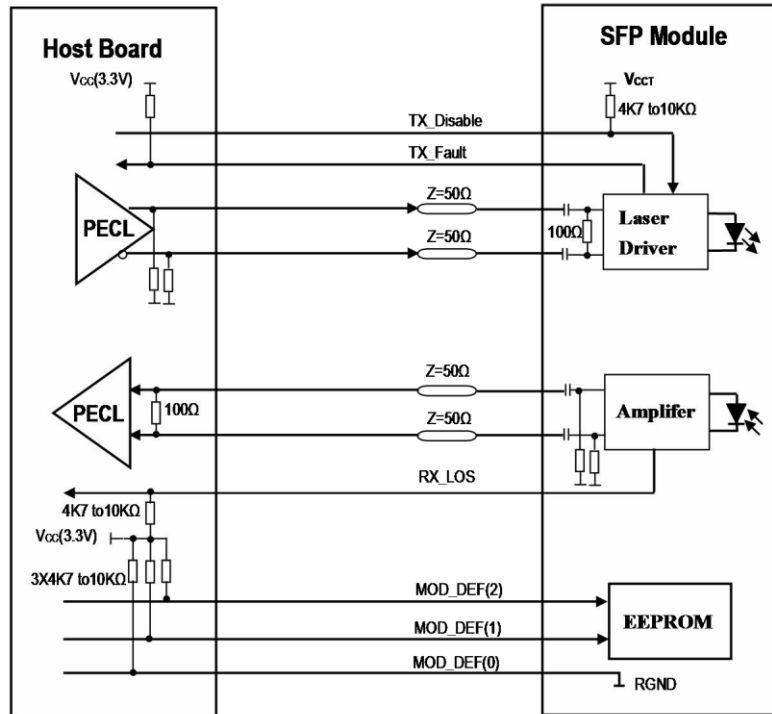 Host Board
SFP Module
VCC(3.3V)
VCCT
4K7 to10KΩ
TX_Disable
TX_Fault
PECL
Z=50Ω
Z=50Ω
100Ω
Laser
Driver
PECL
100Ω
Z=50Ω
Z=50Ω
Amplifer
RX_LOS
4K7 to10KΩ
VCC(3.3V)
3X4K7 to10KΩ
MOD_DEF(2)
MOD_DEF(1)
MOD_DEF(0)
EEPROM
RGND